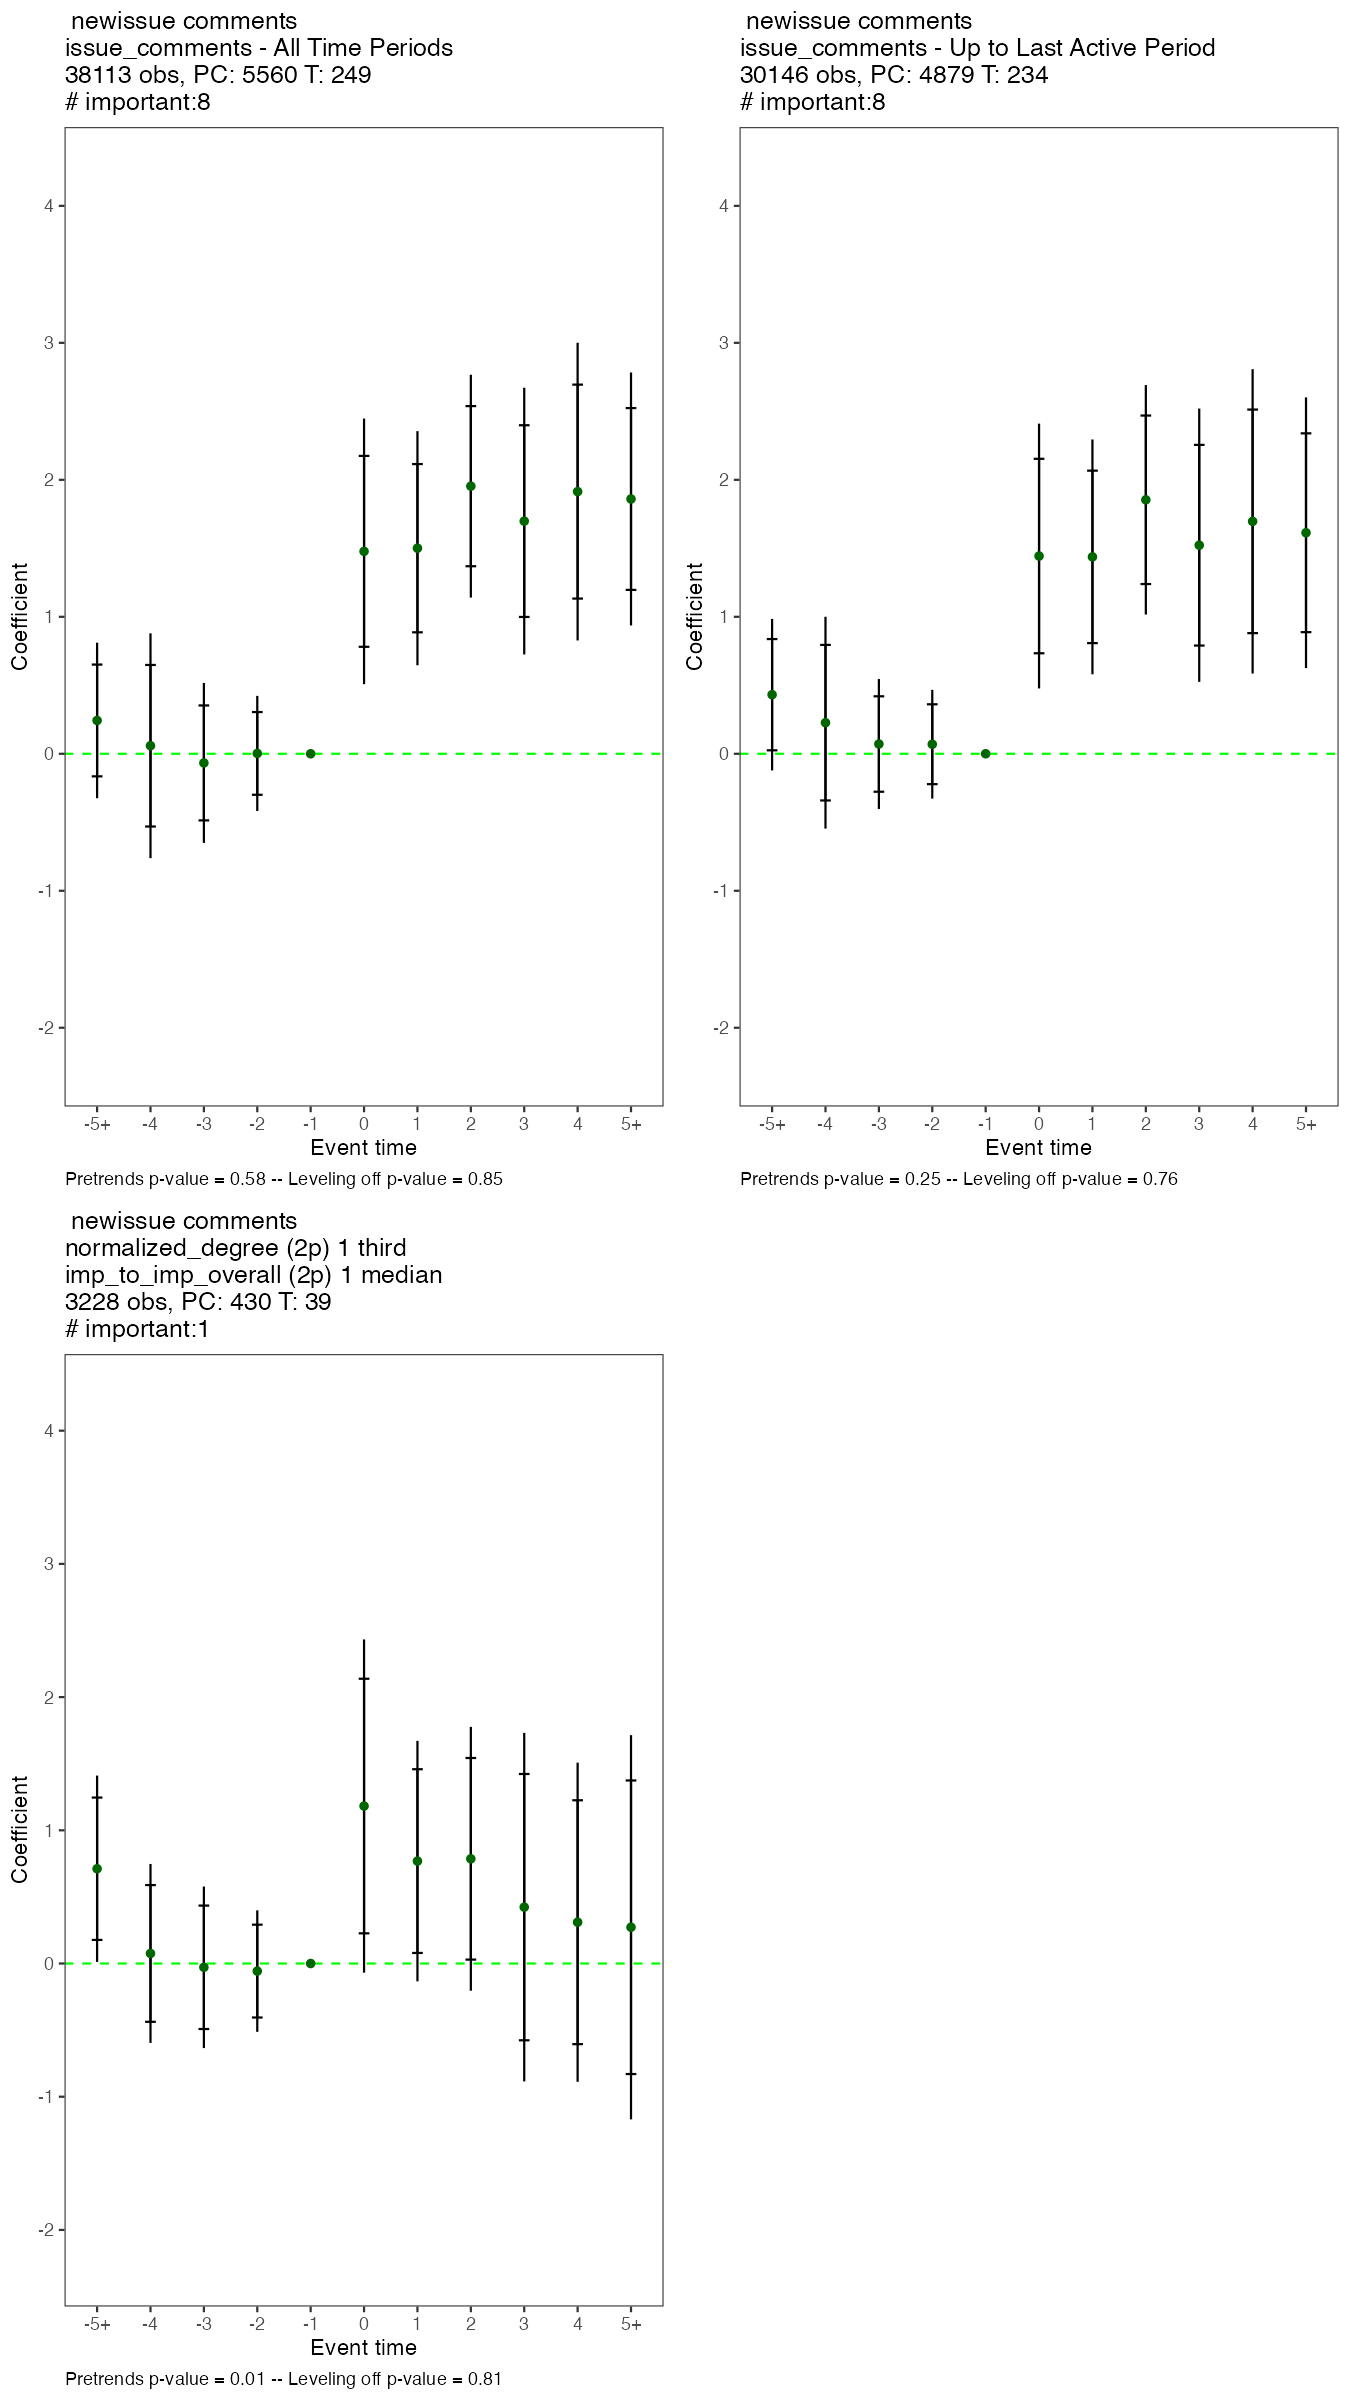 newissue comments
issue_comments - All Time Periods
38113 obs, PC: 5560 T: 249
# important:8
4
3
2
1
0
-1
-2
Coefficient
-5+ -4 -3 -2 -1 0 1 2 3 4 5+
Event time
Pretrends p-value = 0.58 -- Leveling off p-value = 0.85
newissue comments
issue_comments - Up to Last Active Period
30146 obs, PC: 4879 T: 234
# important:8
4
3
2
1
0
-1
-2
Coefficient
-5+ -4 -3 -2 -1 0 1 2 3 4 5+
Event time
Pretrends p-value = 0.25 -- Leveling off p-value = 0.76
newissue comments
normalized_degree (2p) 1 third
imp_to_imp_overall (2p) 1 median
3228 obs, PC: 430 T: 39
# important:1
4
3
2
1
0
-1
-2
Coefficient
-5+ -4 -3 -2 -1 0 1 2 3 4 5+
Event time
Pretrends p-value = 0.01 -- Leveling off p-value = 0.81